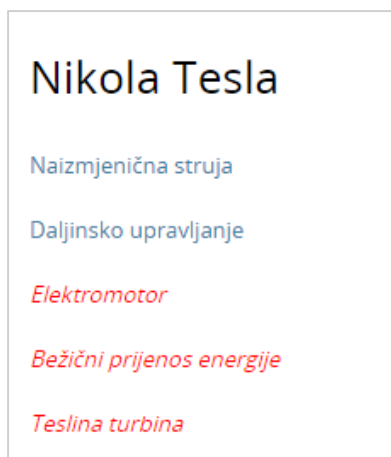 Nikola Tesla
Naizmjenična struja
Daljinsko upravljanje
Elektromotor
Bežični prijenos energije
Teslina turbina